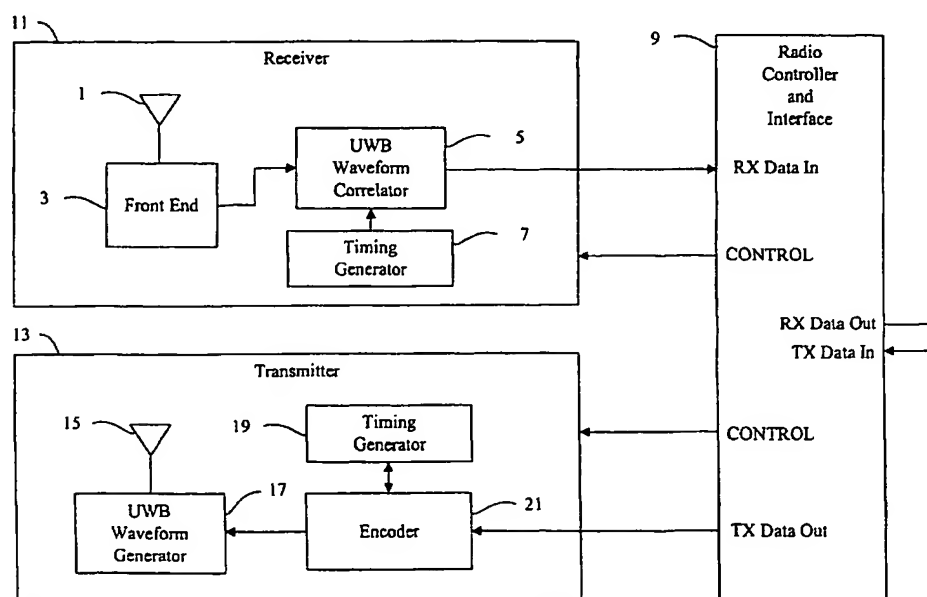 11
Receiver
1
3
Front End
UWB
Waveform
Correlator
5
Timing
Generator
7
9
Radio
Controller
and
Interface
RX Data In
CONTROL
RX Data Out
TX Data In
CONTROL
TX Data Out
13
Transmitter
15
19
Timing
Generator
UWB
Waveform
Generator
17
Encoder
21